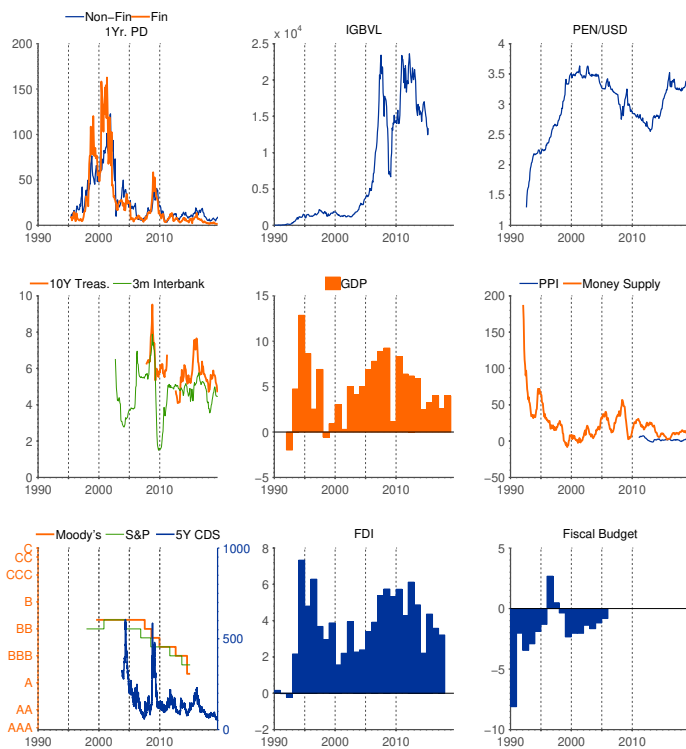 Non-Fin Fin
1Yr. PD
200
150
100
50
0
1990 2000 2010
IGBVL
2.5 x 10⁴
2
1.5
1
0.5
0
1990 2000 2010
PEN/USD
4
3.5
3
2.5
2
1.5
1
1990 2000 2010
10Y Treas. 3m Interbank
10
8
6
4
2
0
1990 2000 2010
GDP
15
10
5
0
−5
1990 2000 2010
PPI Money Supply
200
150
100
50
0
−50
1990 2000 2010
Moody's S&P 5Y CDS
C
CC
CCC
B
BB
BBB
A
AA
AAA
1000
500
0
1990 2000 2010
FDI
8
6
4
2
0
−2
1990 2000 2010
Fiscal Budget
5
0
−5
−10
1990 2000 2010